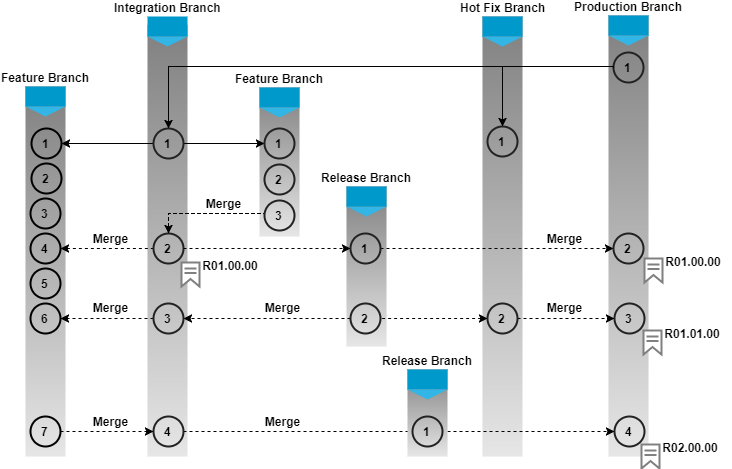 Integration Branch
Hot Fix Branch
Production Branch
1
Feature Branch
Feature Branch
1
1
1
1
2
2
Release Branch
3
Merge
3
4
Merge
2
1
Merge
2
R01.00.00
R01.00.00
5
6
Merge
3
Merge
2
2
Merge
3
R01.01.00
Release Branch
7
Merge
4
Merge
1
4
R02.00.00